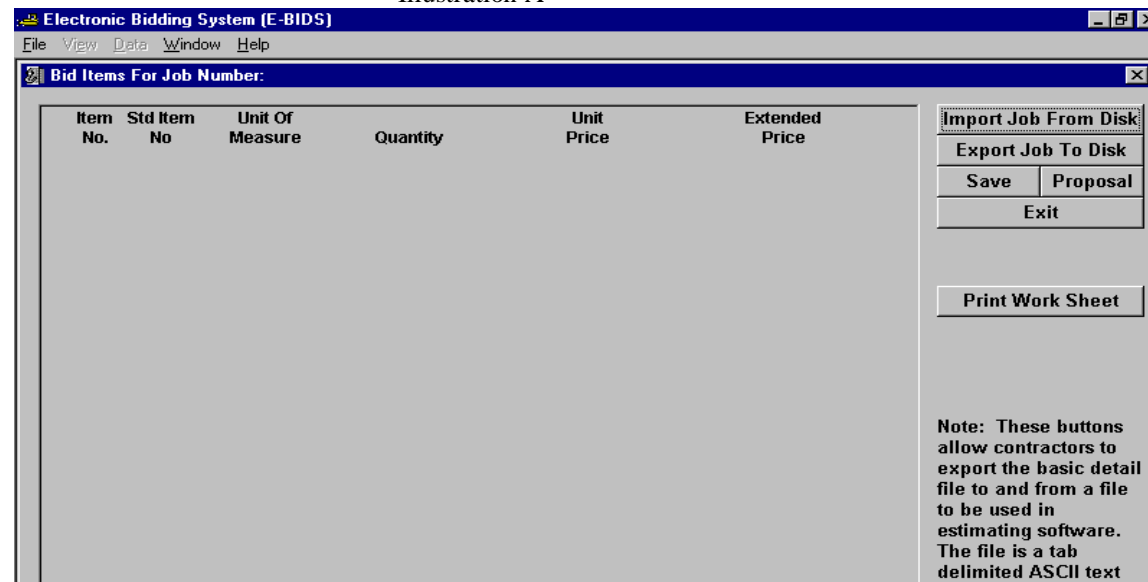 Illustration A
Electronic Bidding System (E-BIDS)
File View Data Window Help
Bid Items For Job Number:
Item Std Item Unit Of Unit Extended
No. No Measure Quantity Price Price
Import Job From Disk
Export Job To Disk
Save Proposal
Exit
Print Work Sheet
Note: These buttons
allow contractors to
export the basic detail
file to and from a file
to be used in
estimating software.
The file is a tab
delimited ASCII text